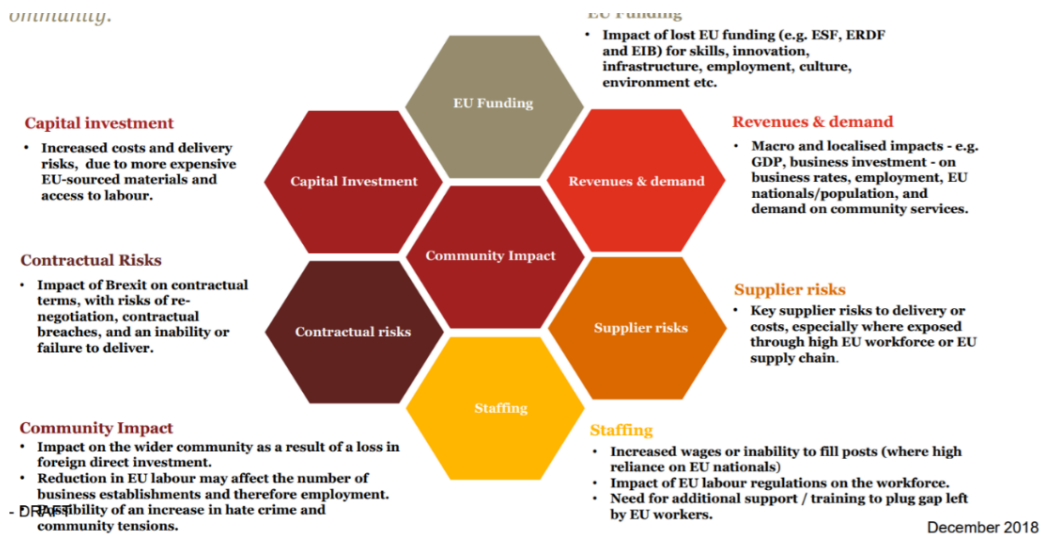 ommunity.
EU Funding
• Impact of lost EU funding (e.g. ESF, ERDF
and EIB) for skills, innovation,
infrastructure, employment, culture,
environment etc.
EU Funding
Capital investment
• Increased costs and delivery
risks, due to more expensive
EU-sourced materials and
access to labour.
Capital Investment
Revenues & demand
Revenues & demand
• Macro and localised impacts - e.g.
GDP, business investment - on
business rates, employment, EU
nationals/population, and
demand on community services.
Community Impact
Contractual Risks
• Impact of Brexit on contractual
terms, with risks of re-
negotiation, contractual
breaches, and an inability or
failure to deliver.
Contractual risks
Supplier risks
Supplier risks
• Key supplier risks to delivery or
costs, especially where exposed
through high EU workforce or EU
supply chain.
Staffing
Community Impact
• Impact on the wider community as a result of a loss in
foreign direct investment.
• Reduction in EU labour may affect the number of
business establishments and therefore employment.
• Possibility of an increase in hate crime and
community tensions.
- DRAFT
Staffing
• Increased wages or inability to fill posts (where high
reliance on EU nationals)
• Impact of EU labour regulations on the workforce.
• Need for additional support / training to plug gap left
by EU workers.
December 2018